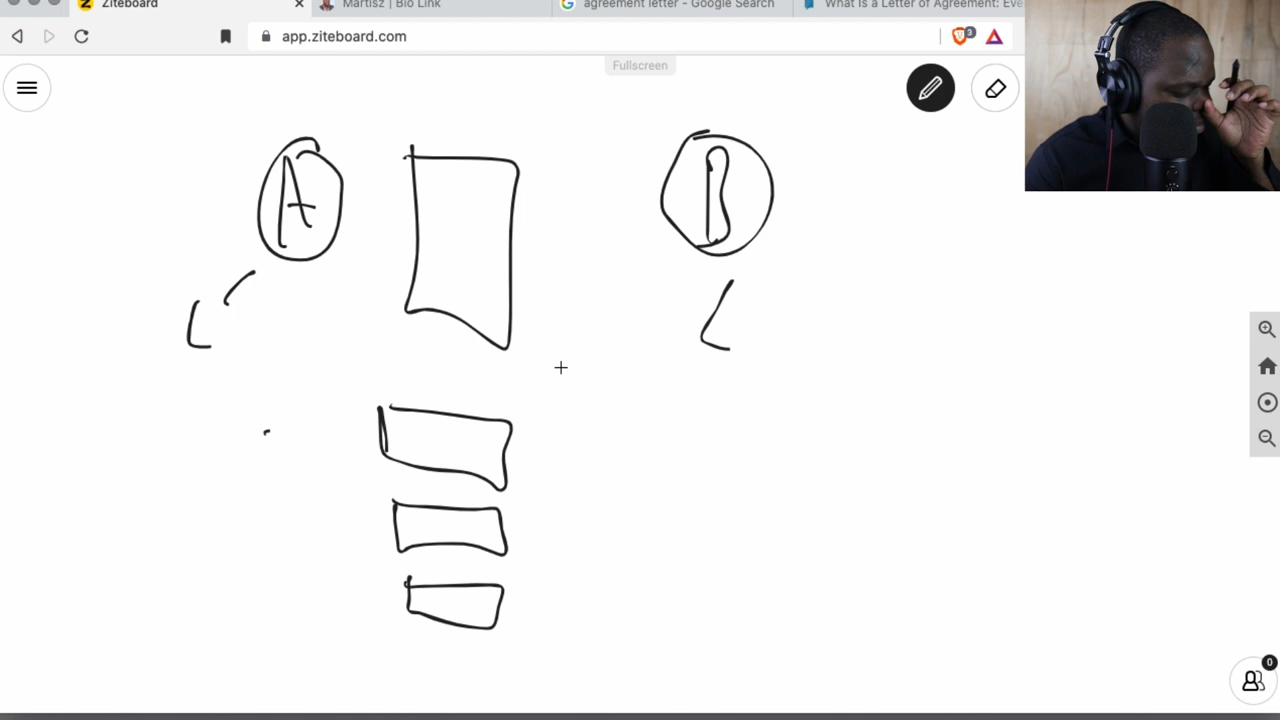 Ziteboard
Martisz | Bio Link
agreement letter - Google Search
What Is a Letter of Agreement: Eve
app.ziteboard.com
3
Fullscreen
A
B
0